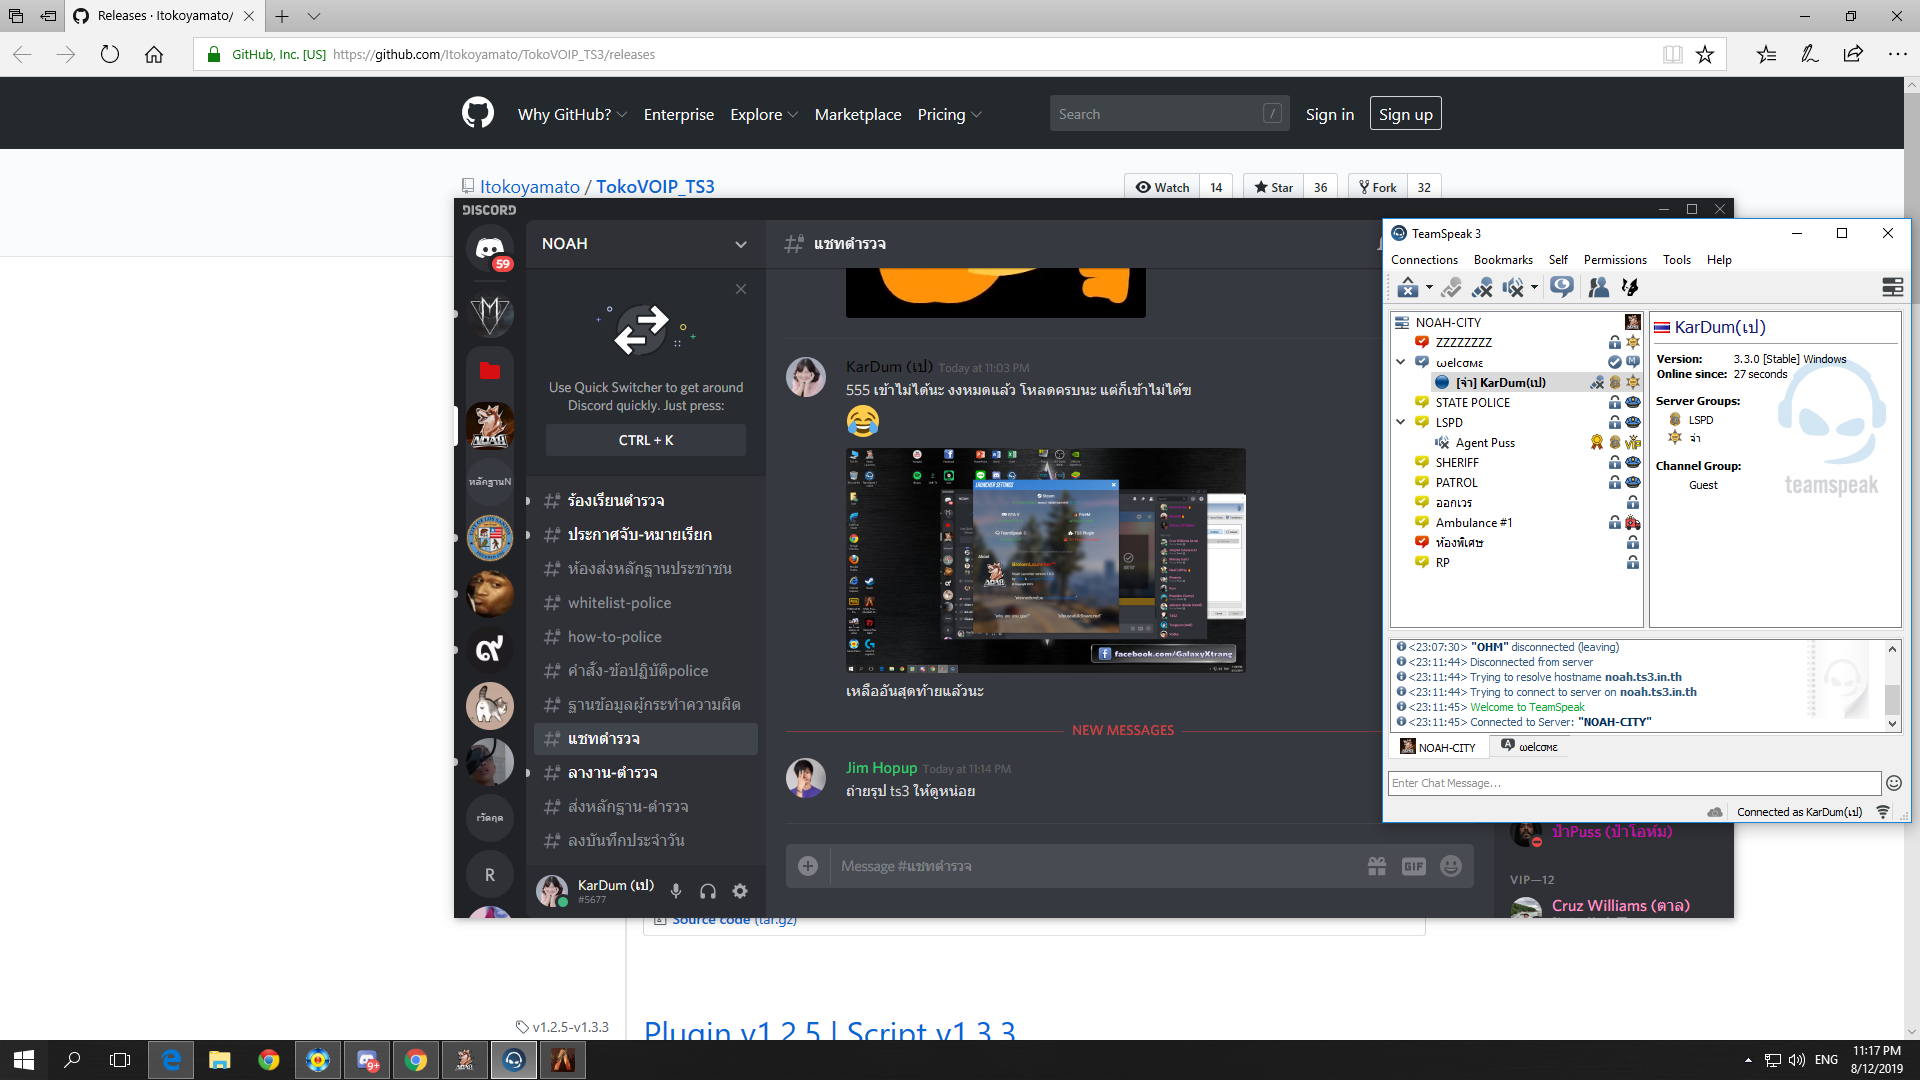 Releases · Itokoyamato/
GitHub, Inc. [US] https://github.com/Itokoyamato/TokoVOIP_TS3/releases
Why GitHub? Enterprise Explore Marketplace Pricing
Search /
Sign in Sign up
Itokoyamato / TokoVOIP_TS3
Watch 14 Star 36 Fork 32
DISCORD
59
หลักฐานN
รวัดกุด
R
NOAH
Use Quick Switcher to get around
Discord quickly. Just press:
CTRL + K
ร้องเรียนตำรวจ
ประกาศจับ-หมายเรียก
ห้องส่งหลักฐานประชาชน
whitelist-police
how-to-police
คำสั่ง-ข้อปฏิบัติpolice
ฐานข้อมูลผู้กระทำความผิด
แชทตำรวจ
ลางาน-ตำรวจ
ส่งหลักฐาน-ตำรวจ
ลงบันทึกประจำวัน
KarDum (เป)
#5677
แชทตำรวจ
KarDum (เป) Today at 11:03 PM
555 เข้าไม่ได้นะ งงหมดแล้ว โหลดครบนะ แต่ก็เข้าไม่ได้ข
LAUNCHER SETTINGS
facebook.com/GalaxyXtrang
เหลืออันสุดท้ายแล้วนะ
NEW MESSAGES
Jim Hopup Today at 11:14 PM
ถ่ายรุป ts3 ให้ดูหน่อย
Message #แชทตำรวจ
GIF
ป๋าPuss (ป๋าโอห์ม)
VIP—12
Cruz Williams (ตาล)
TeamSpeak 3
Connections Bookmarks Self Permissions Tools Help
NOAH-CITY
ZZZZZZZZ
ωelcσмε
[จ่า] KarDum(เป)
STATE POLICE
LSPD
Agent Puss
SHERIFF
PATROL
ออกเวร
Ambulance #1
ห้องพิเศษ
RP
KarDum(เป)
Version: 3.3.0 [Stable] Windows
Online since: 27 seconds
Server Groups:
LSPD
จ่า
Channel Group:
Guest
teamspeak
<23:07:30> "OHM" disconnected (leaving)
<23:11:44> Disconnected from server
<23:11:44> Trying to resolve hostname noah.ts3.in.th
<23:11:44> Trying to connect to server on noah.ts3.in.th
<23:11:45> Welcome to TeamSpeak
<23:11:45> Connected to Server: "NOAH-CITY"
NOAH-CITY ωelcσмε
Enter Chat Message...
Connected as KarDum(เป)
Source code (tar.gz)
v1.2.5-v1.3.3
Plugin v1.2.5 | Script v1.3.3
9+
ENG
11:17 PM
8/12/2019